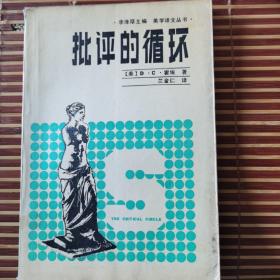 ·李泽厚主编 美学译文丛书·
批评的循环
[美]D·C·霍埃 著
兰金仁 译
THE CRITICAL CIRCLE